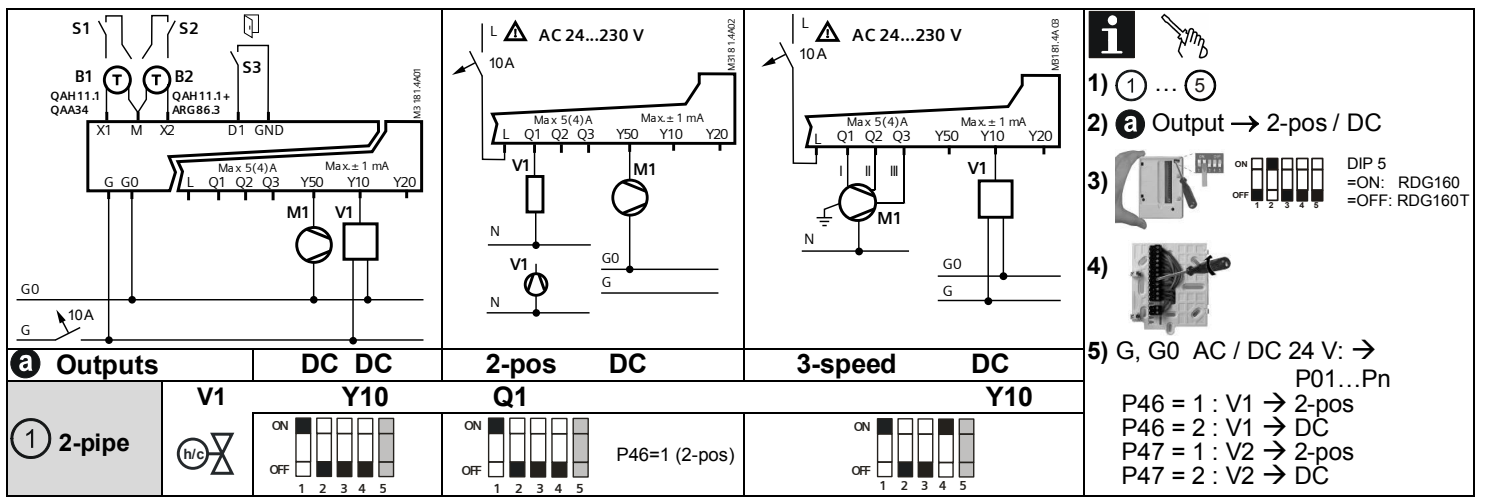 S1 S2
B1 T T B2 S3
QAH11.1 QAH11.1+
QAA34 ARG86.3
M3181.4A01
X1 M X2 D1 GND
Max 5(4)A Max.± 1 mA
G G0 L Q1 Q2 Q3 Y50 Y10 Y20
M1 V1
G0
10A
G
L AC 24...230 V
10A
M3181.4A02
Max 5(4)A Max.± 1 mA
L Q1 Q2 Q3 Y50 Y10 Y20
V1 M1
N
V1 G0
G
N
L AC 24...230 V
10A
M3181.4A03
Max 5(4)A Max.± 1 mA
L Q1 Q2 Q3 Y50 Y10 Y20
I II III V1
M1
N
G0
G
a Outputs DC DC 2-pos DC 3-speed DC
V1 Y10 Q1 Y10
1 2-pipe h/c
ON
OFF
1 2 3 4 5
ON
OFF
1 2 3 4 5
P46=1 (2-pos)
ON
OFF
1 2 3 4 5
i
1) 1 … 5
2) a Output → 2-pos / DC
3) ON OFF 1 2 3 4 5 DIP 5
=ON: RDG160
=OFF: RDG160T
4)
5) G, G0 AC / DC 24 V: →
P01…Pn
P46 = 1 : V1 → 2-pos
P46 = 2 : V1 → DC
P47 = 1 : V2 → 2-pos
P47 = 2 : V2 → DC